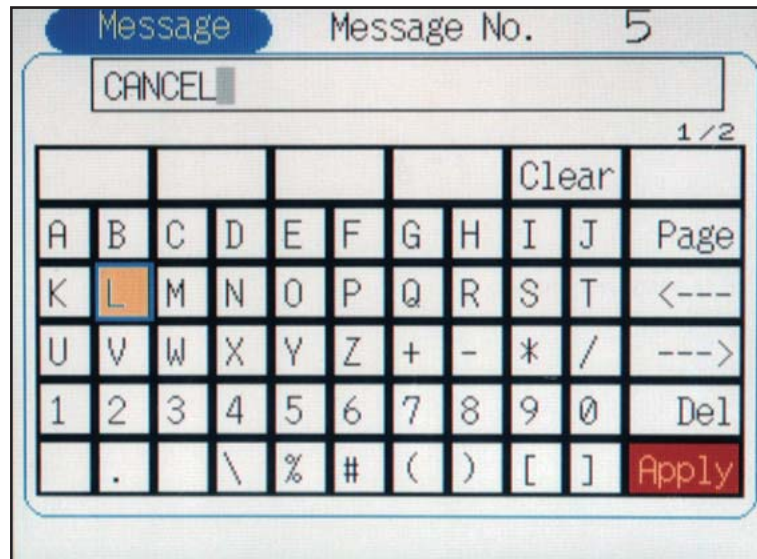 Message Message No. 5
CANCEL
1/2
Clear
A B C D E F G H I J Page
K L M N O P Q R S T <---
U V W X Y Z + - * / --->
1 2 3 4 5 6 7 8 9 0 Del
. \ % # ( ) [ ] Apply